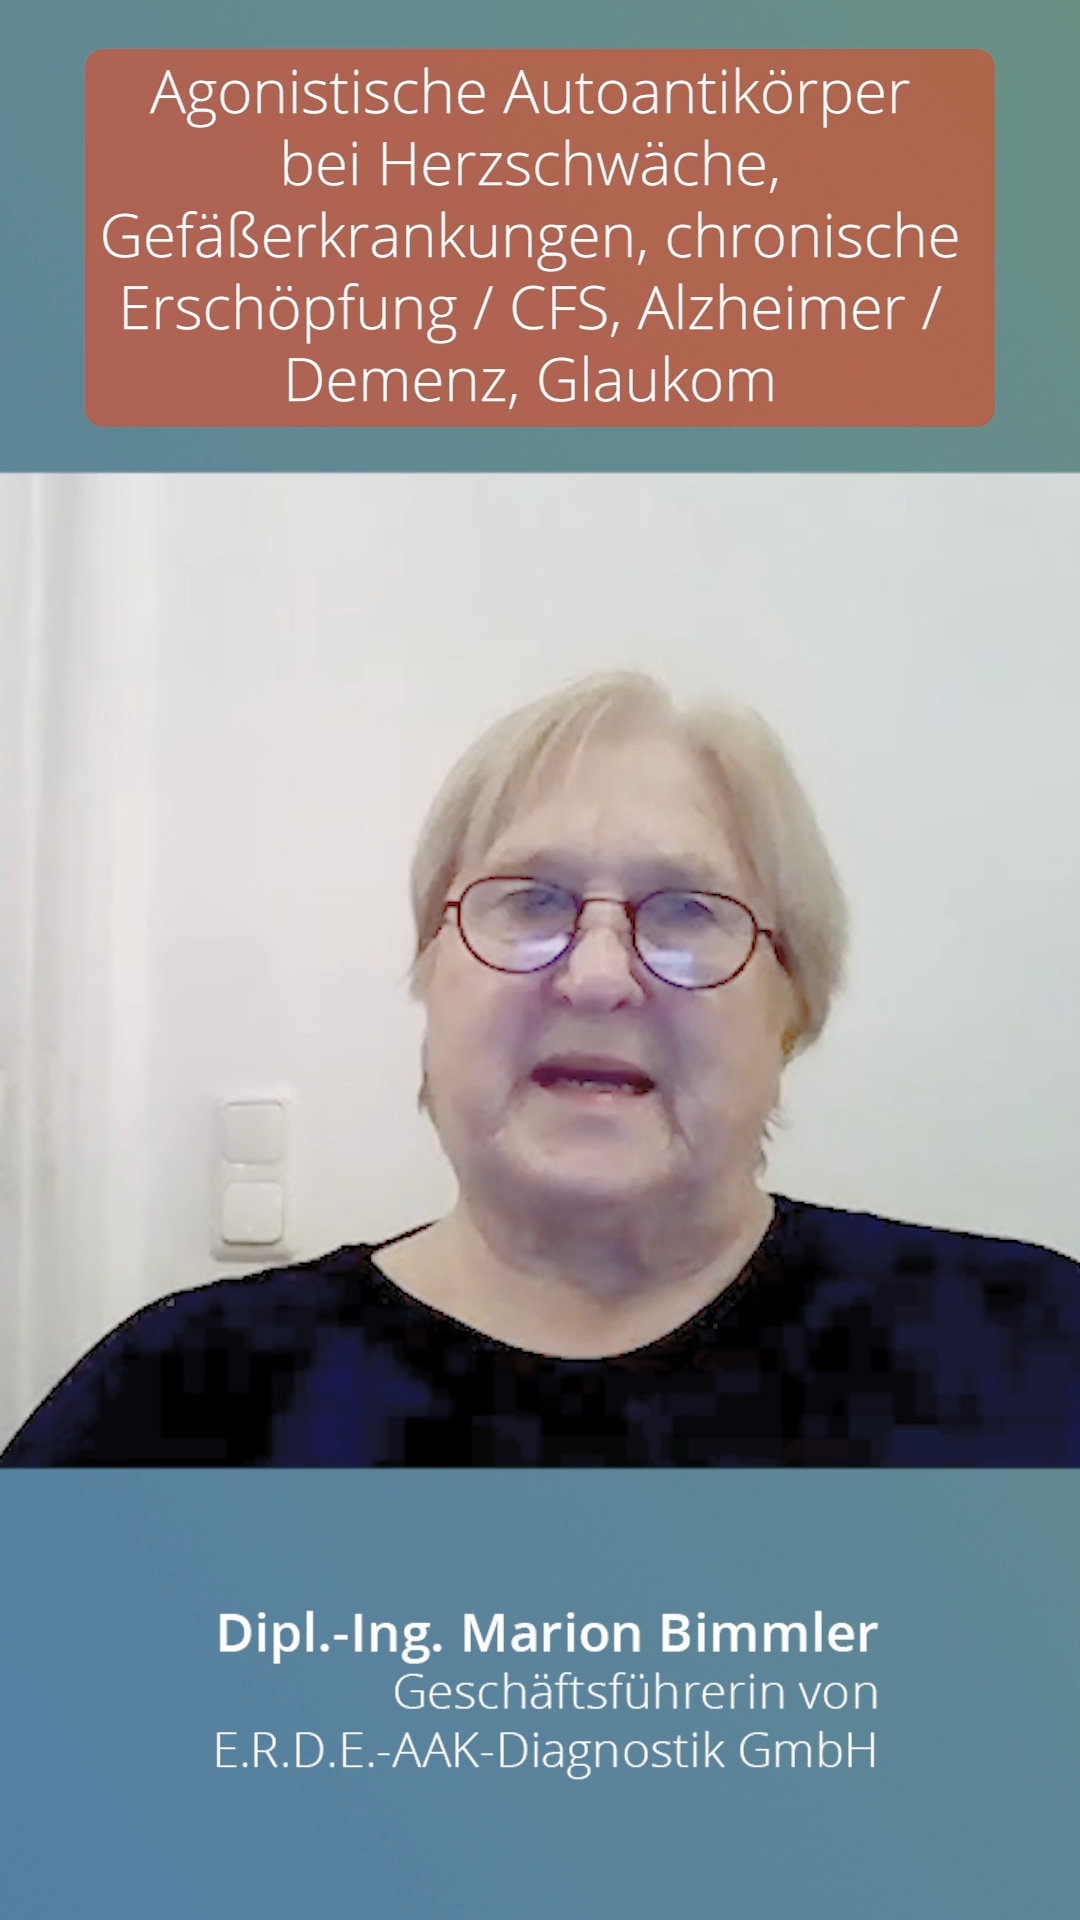 Agonistische Autoantikörper
bei Herzschwäche,
Gefäßerkrankungen, chronische
Erschöpfung / CFS, Alzheimer /
Demenz, Glaukom
Dipl.-Ing. Marion Bimmler
Geschäftsführerin von
E.R.D.E.-AAK-Diagnostik GmbH